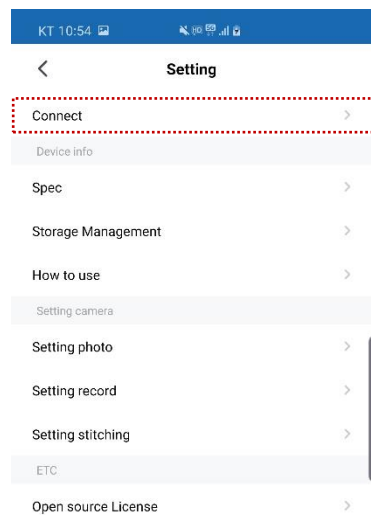 KT 10:54
Setting
Connect
Device info
Spec
Storage Management
How to use
Setting camera
Setting photo
Setting record
Setting stitching
ETC
Open source License